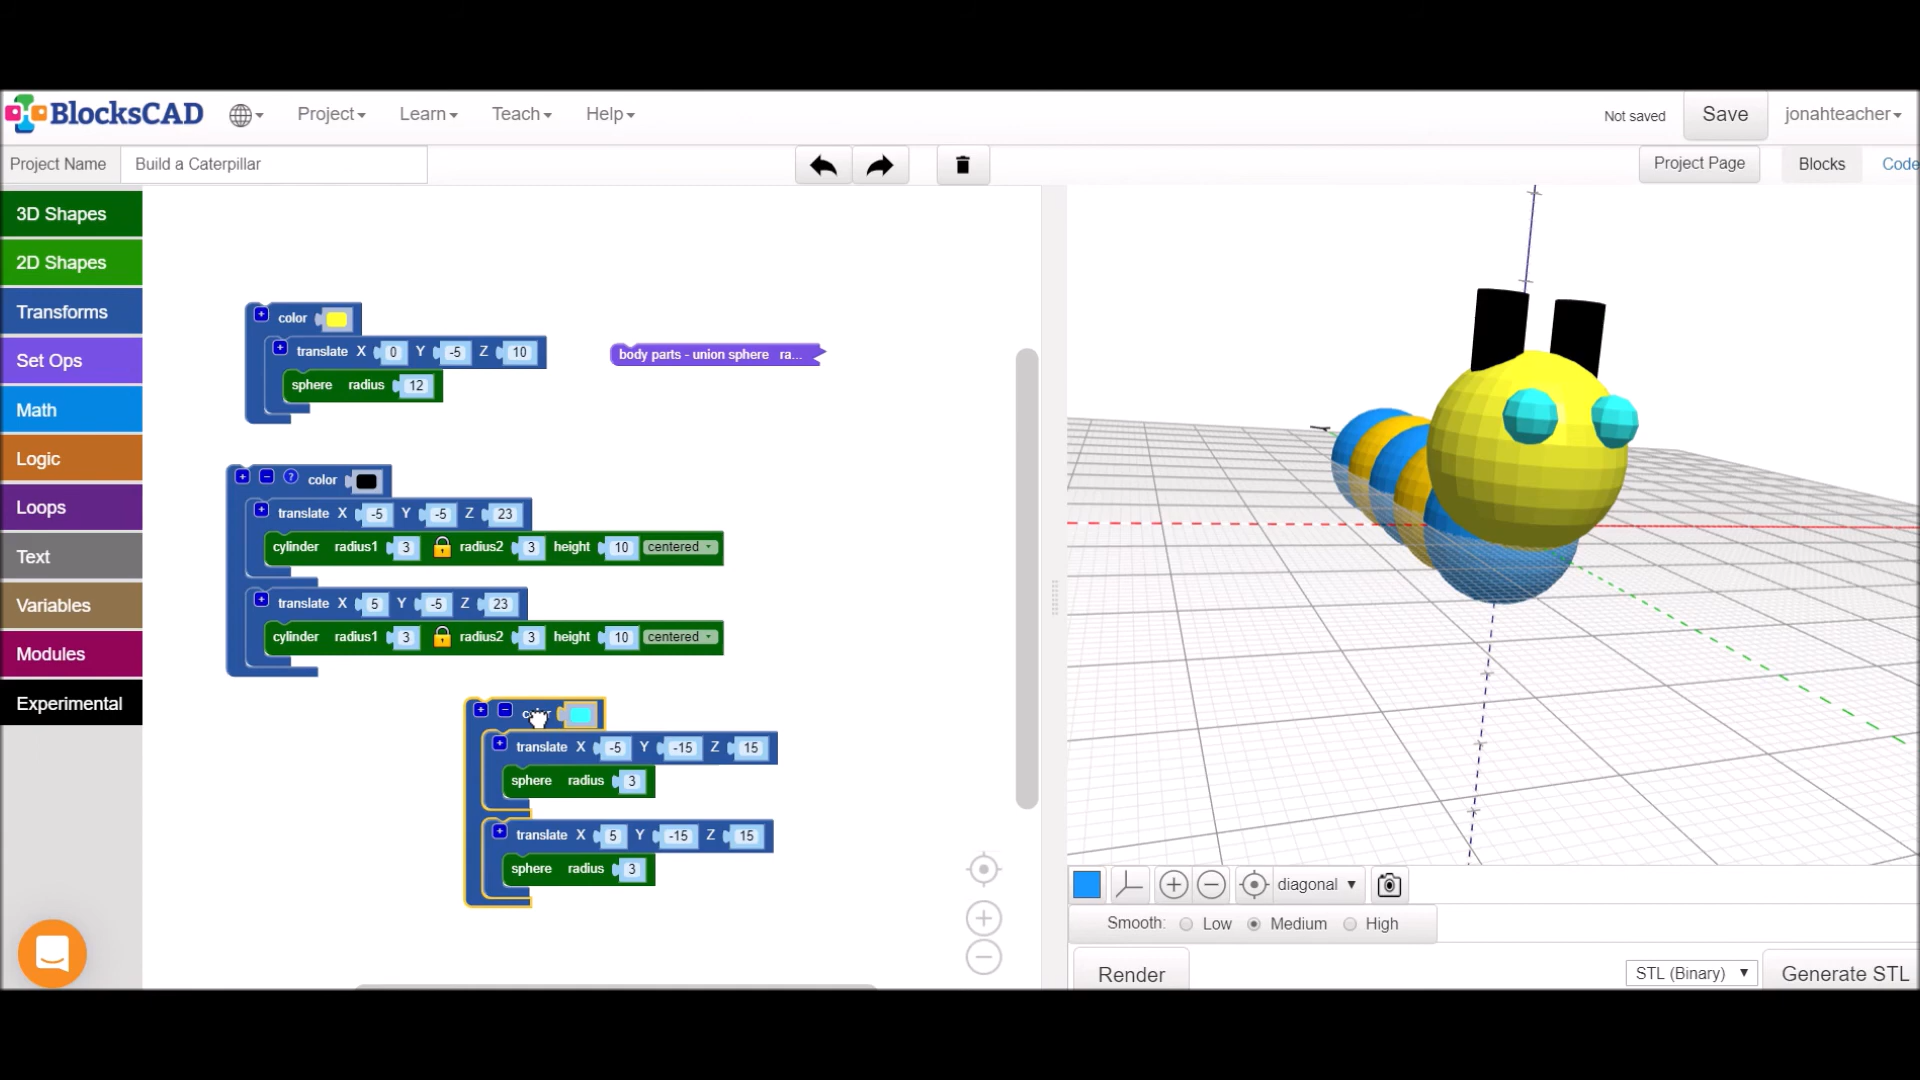 BlocksCAD Project Learn Teach Help Not saved Save jonahteacher
Project Name Build a Caterpillar Project Page Blocks Code
3D Shapes
2D Shapes
Transforms
Set Ops
Math
Logic
Loops
Text
Variables
Modules
Experimental
+ color
+ translate X 0 Y -5 Z 10
sphere radius 12
body parts - union sphere ra...
+ - ? color
+ translate X -5 Y -5 Z 23
cylinder radius1 3 radius2 3 height 10 centered
+ translate X 5 Y -5 Z 23
cylinder radius1 3 radius2 3 height 10 centered
+ -
+ translate X -5 Y -15 Z 15
sphere radius 3
+ translate X 5 Y -15 Z 15
sphere radius 3
diagonal
Smooth: Low Medium High
Render STL (Binary) Generate STL